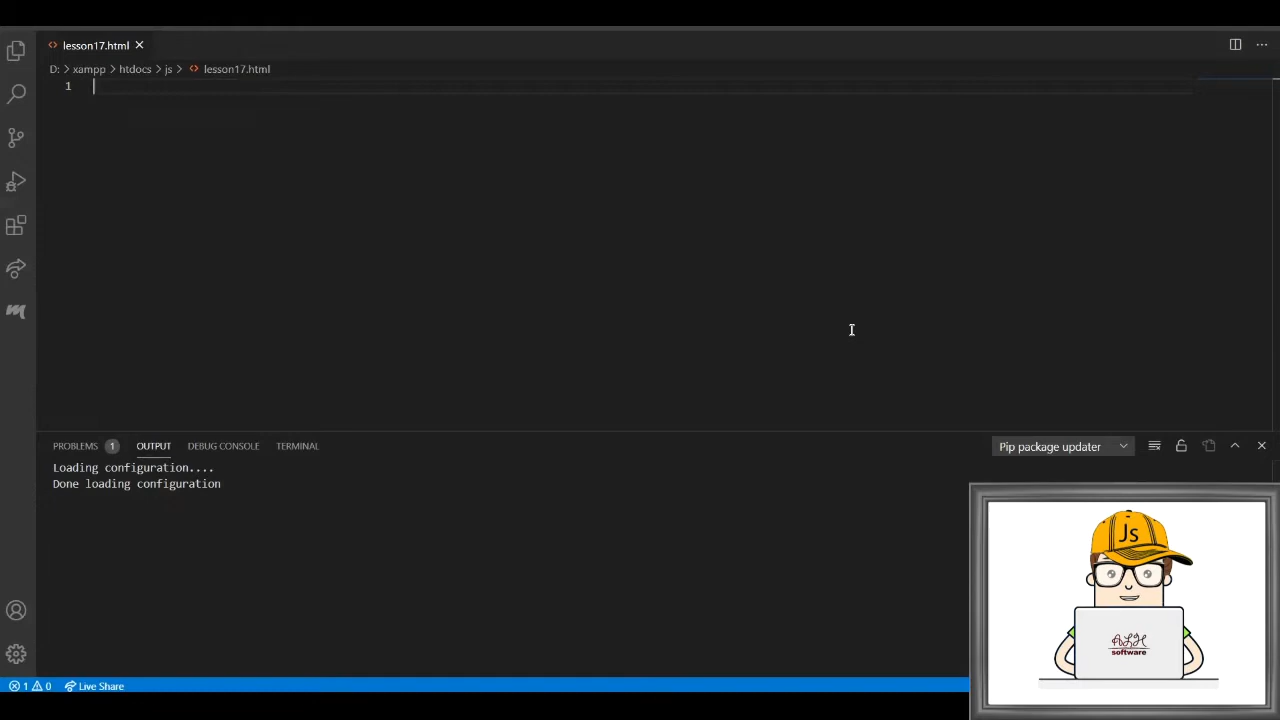 lesson17.html
D: > xampp > htdocs > js > lesson17.html
1
PROBLEMS 1 OUTPUT DEBUG CONSOLE TERMINAL
Pip package updater
Loading configuration....
Done loading configuration
Js
ALH
software
1 0 Live Share